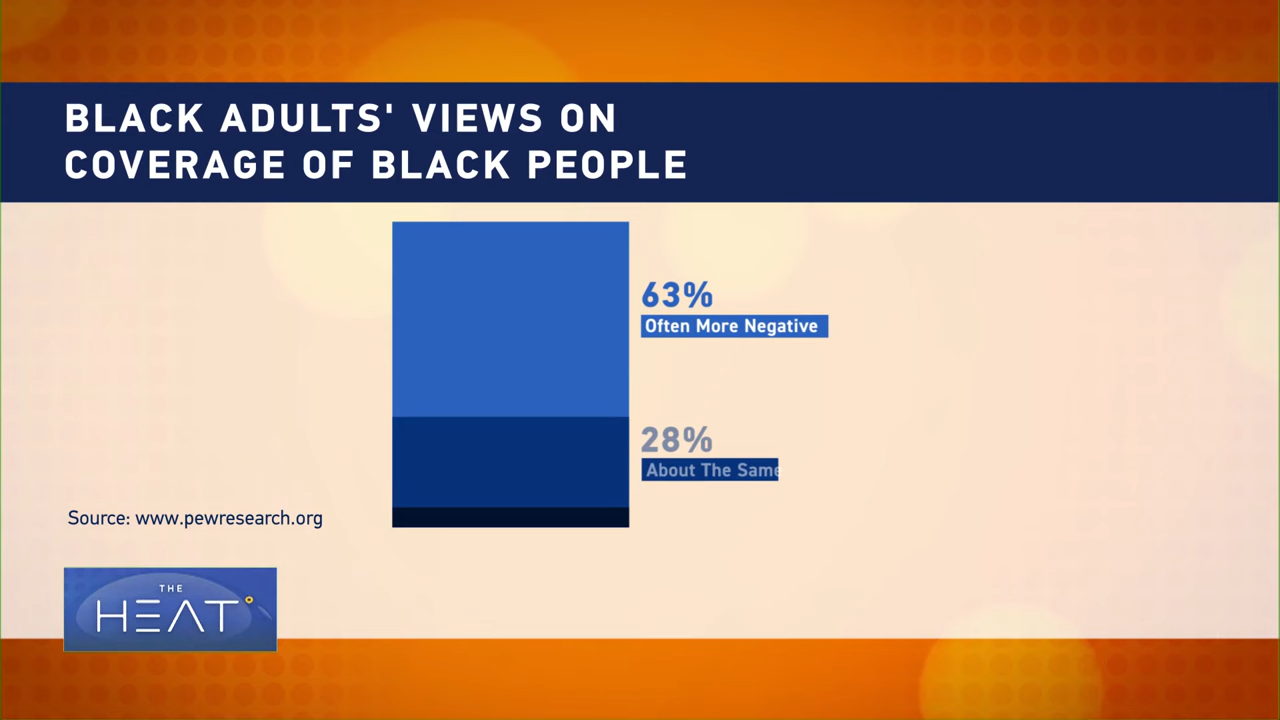 BLACK ADULTS' VIEWS ON
COVERAGE OF BLACK PEOPLE
63%
Often More Negative
28%
About The Same
Source: www.pewresearch.org
THE
HEAT